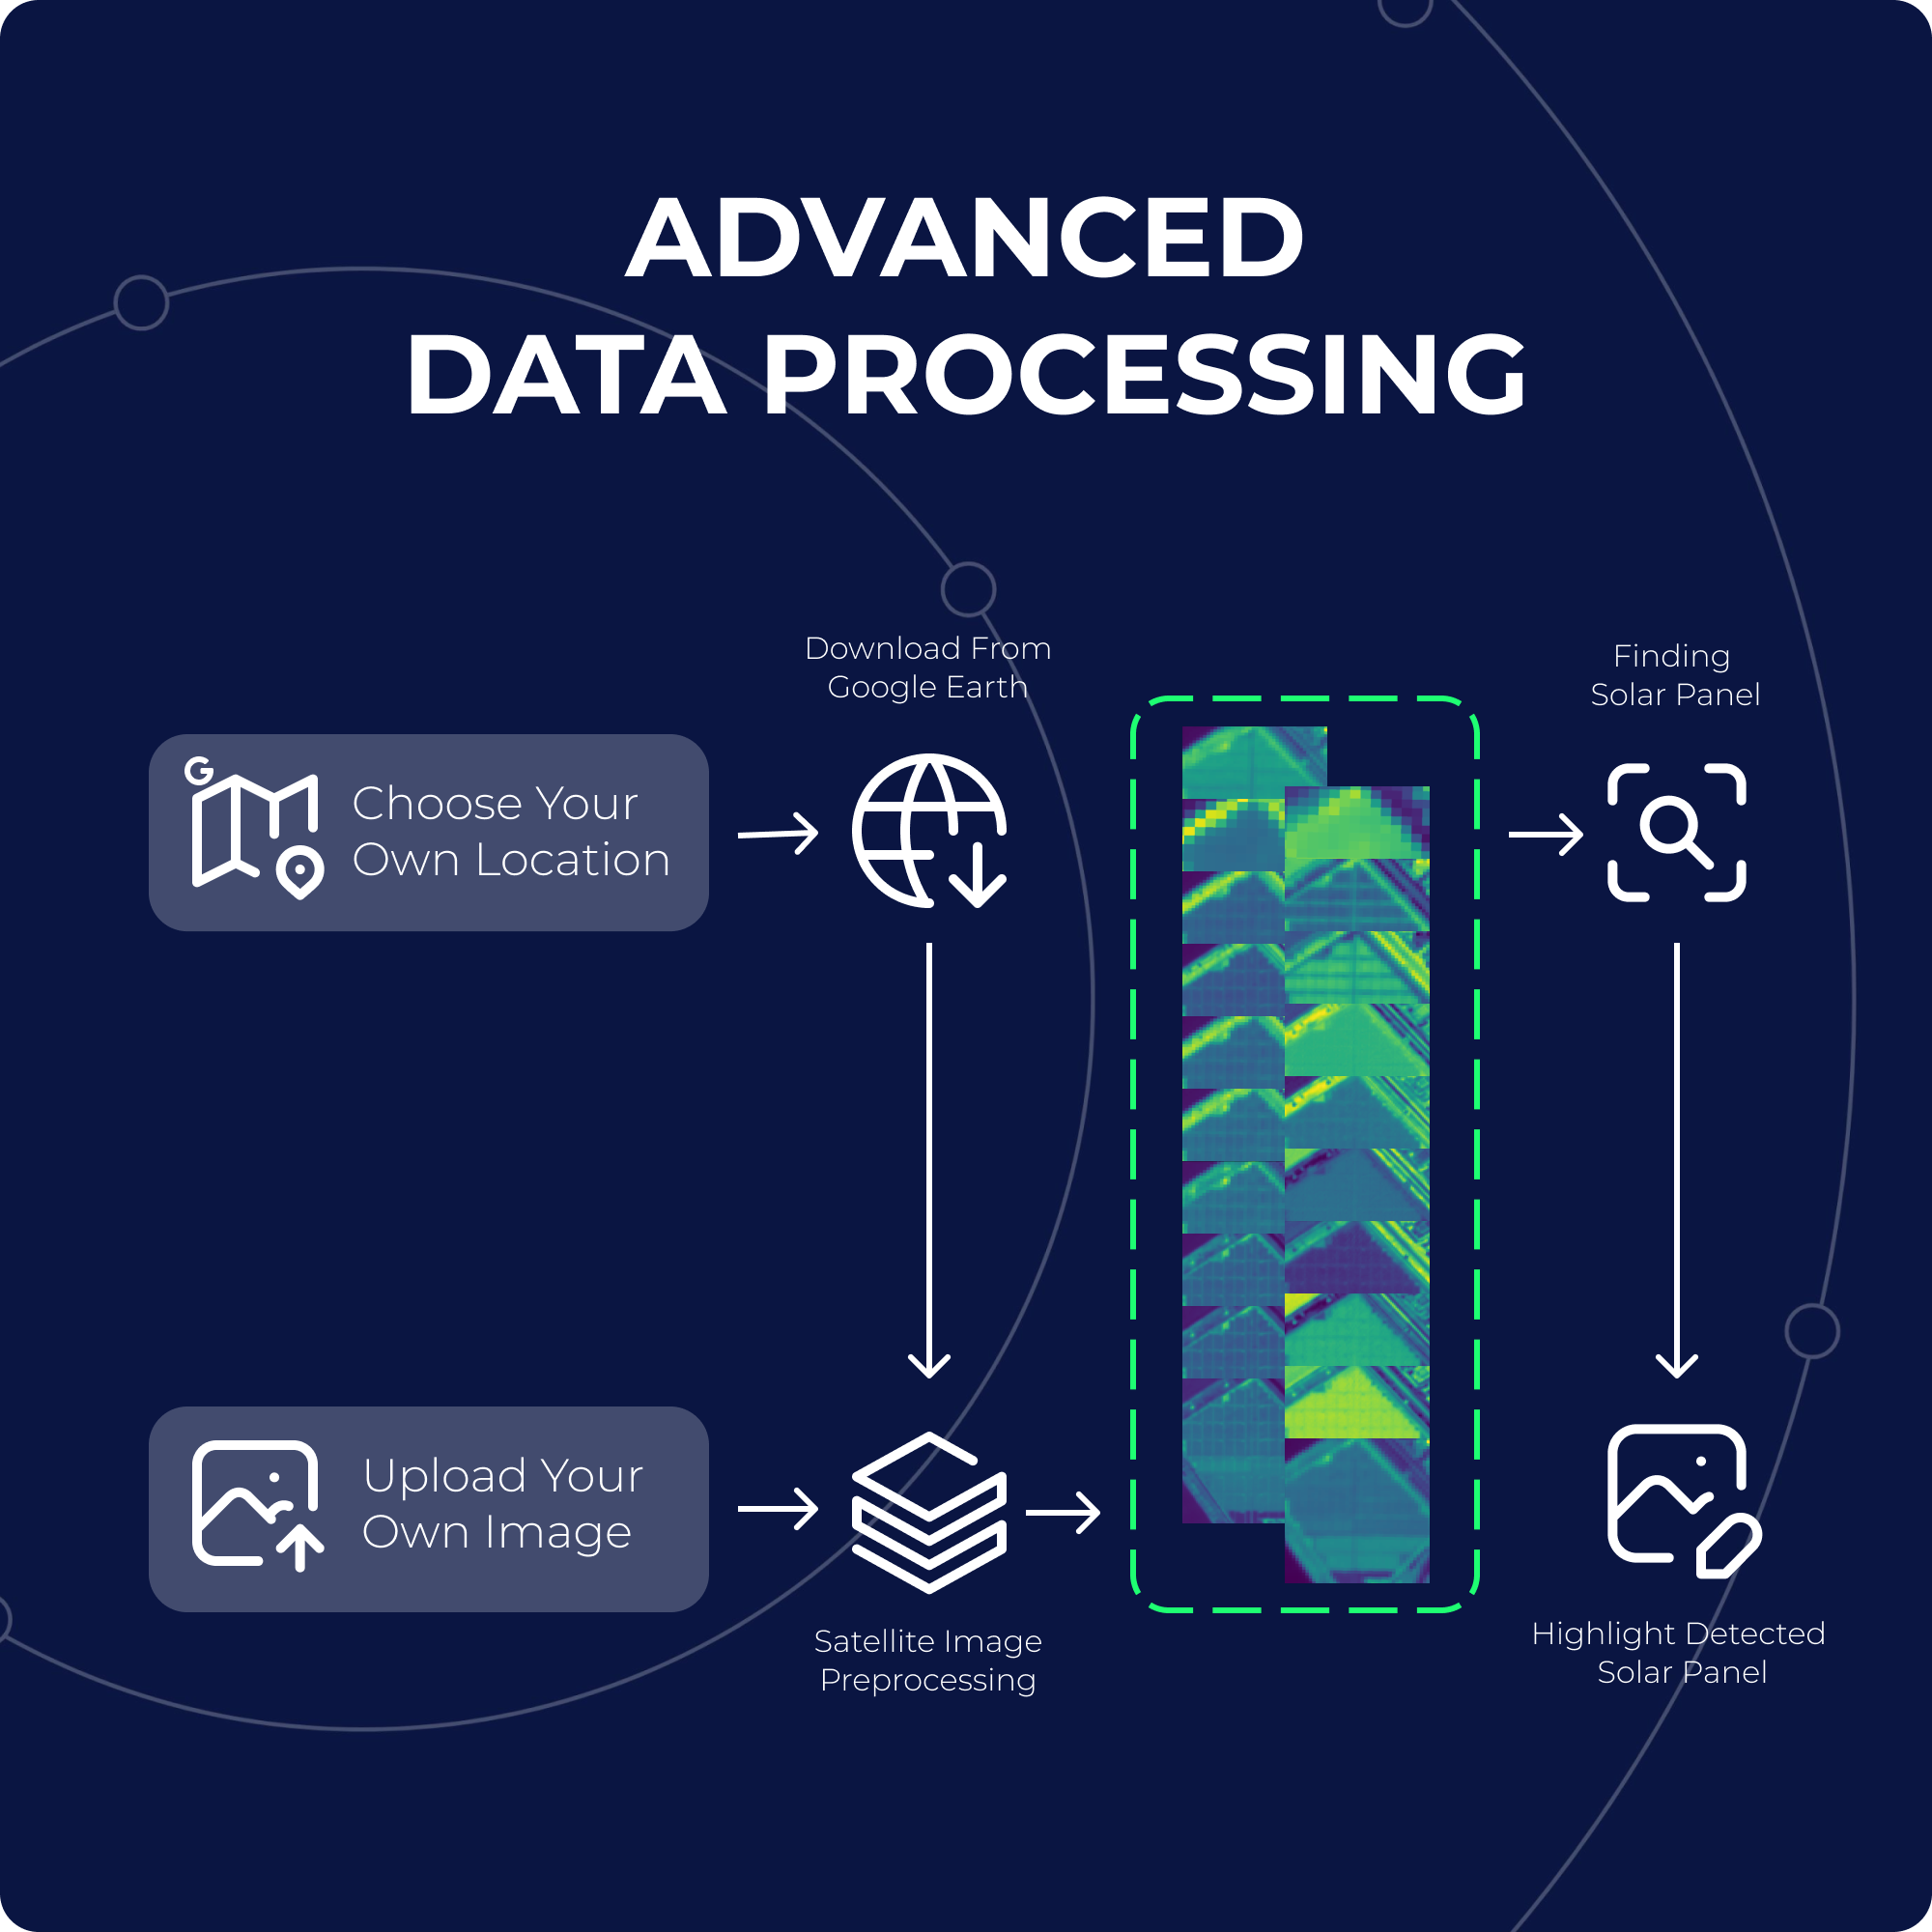 ADVANCED
DATA PROCESSING
Download From
Google Earth
Finding
Solar Panel
G
Choose Your
Own Location
Upload Your
Own Image
Satellite Image
Preprocessing
Highlight Detected
Solar Panel